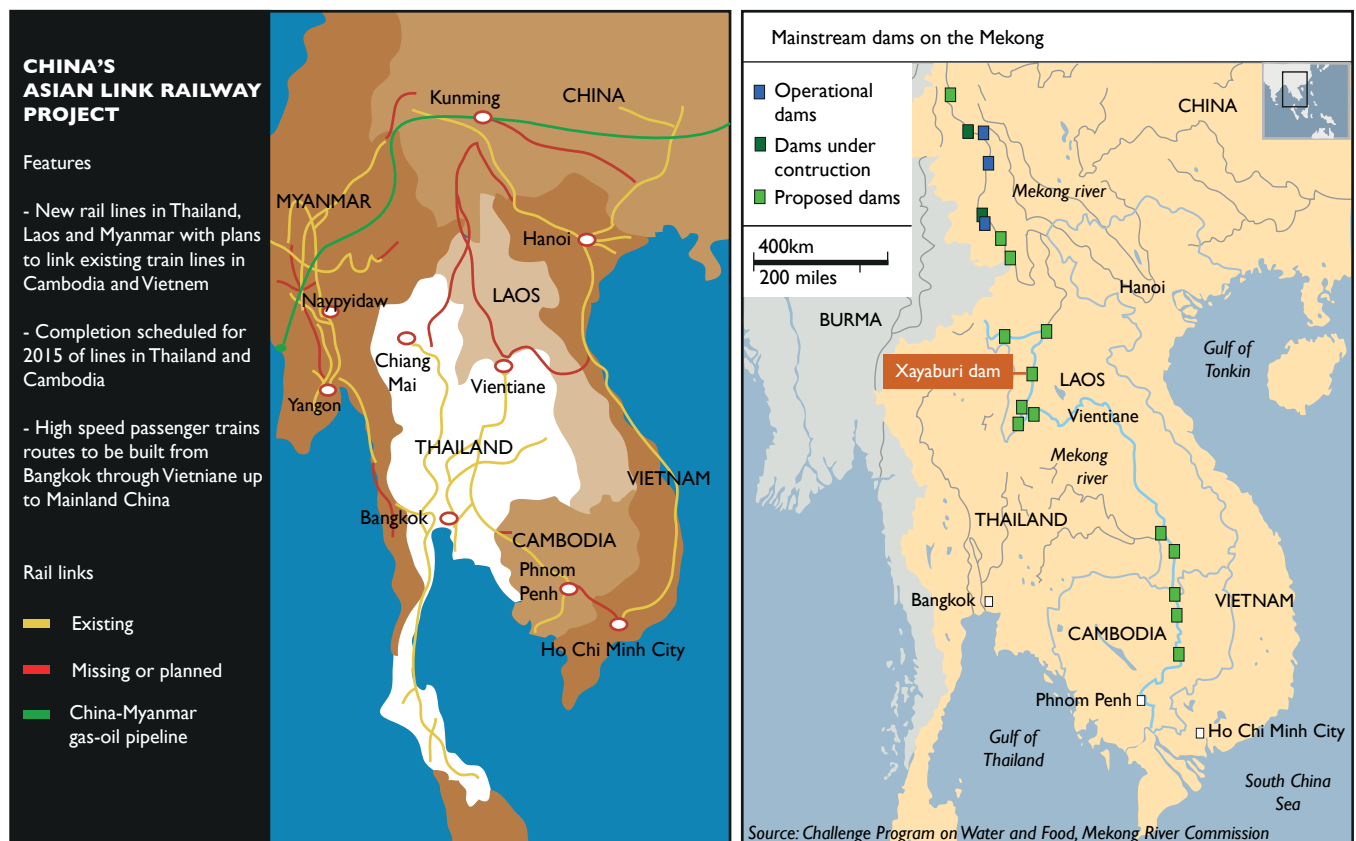 CHINA'S
ASIAN LINK RAILWAY
PROJECT
Features
- New rail lines in Thailand,
Laos and Myanmar with plans
to link existing train lines in
Cambodia and Vietnem
- Completion scheduled for
2015 of lines in Thailand and
Cambodia
- High speed passenger trains
routes to be built from
Bangkok through Vietniane up
to Mainland China
Rail links
Existing
Missing or planned
China-Myanmar
gas-oil pipeline
Kunming
CHINA
MYANMAR
Hanoi
LAOS
Naypyidaw
Chiang
Mai
Vientiane
Yangon
THAILAND
VIETNAM
Bangkok
CAMBODIA
Phnom
Penh
Ho Chi Minh City
Mainstream dams on the Mekong
Operational
dams
Dams under
contruction
Proposed dams
400km
200 miles
CHINA
Mekong river
Hanoi
BURMA
Gulf of
Tonkin
Xayaburi dam
LAOS
Vientiane
Mekong
river
THAILAND
Bangkok
VIETNAM
CAMBODIA
Phnom Penh
Ho Chi Minh City
Gulf of
Thailand
South China
Sea
Source: Challenge Program on Water and Food, Mekong River Commission